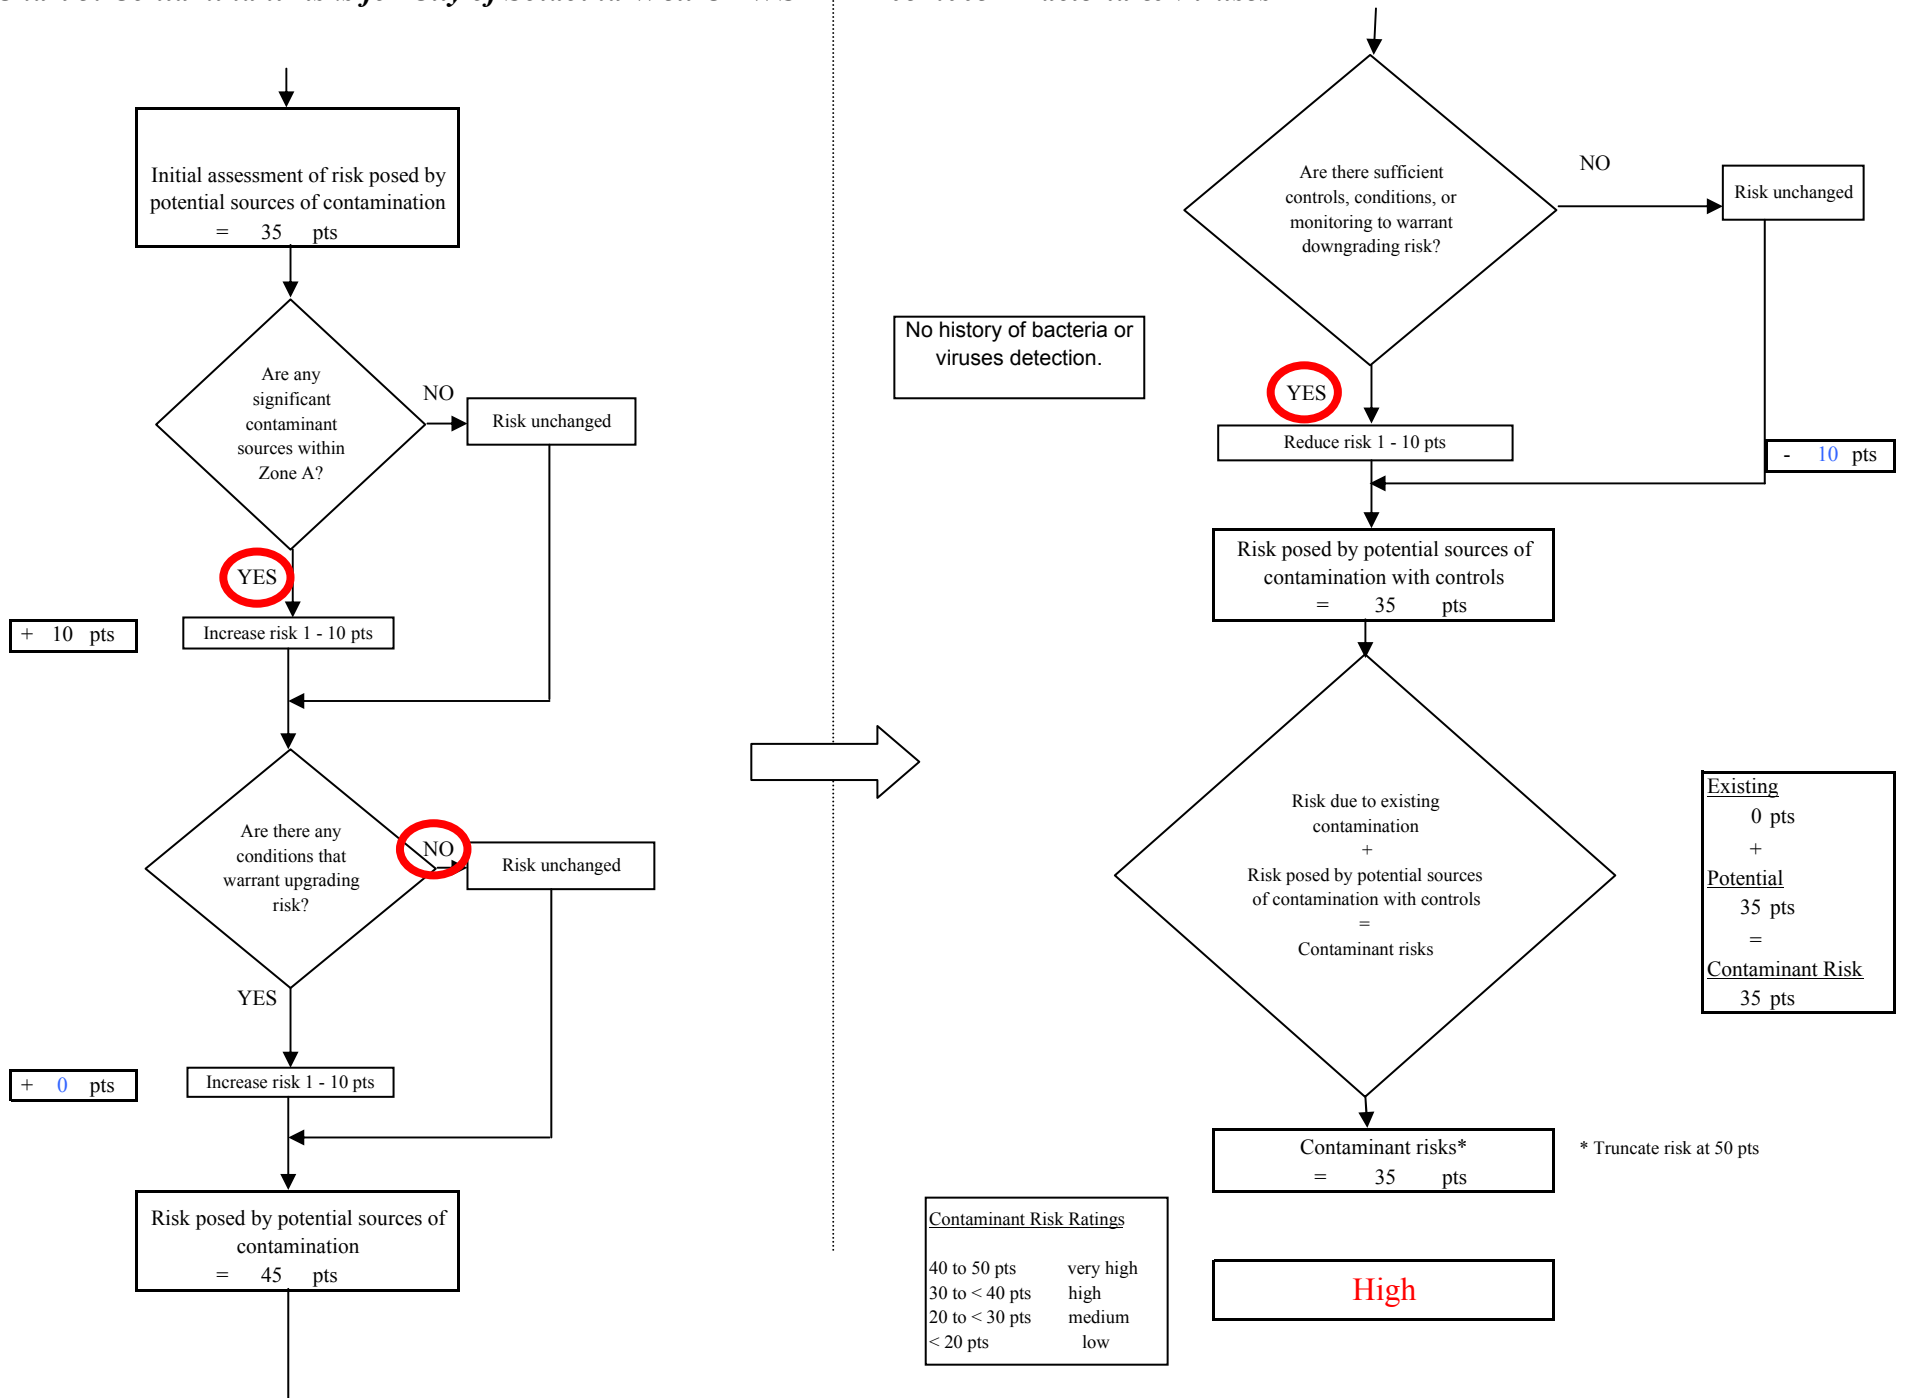 Initial assessment of risk posed by
potential sources of contamination
= 35 pts
Are any
significant
contaminant
sources within
Zone A?
NO
Risk unchanged
YES
+ 10 pts
Increase risk 1 - 10 pts
Are there any
conditions that
warrant upgrading
risk?
NO
Risk unchanged
YES
+ 0 pts
Increase risk 1 - 10 pts
Risk posed by potential sources of
contamination
= 45 pts
Are there sufficient
controls, conditions, or
monitoring to warrant
downgrading risk?
NO
Risk unchanged
No history of bacteria or
viruses detection.
YES
Reduce risk 1 - 10 pts
- 10 pts
Risk posed by potential sources of
contamination with controls
= 35 pts
Risk due to existing
contamination
+
Risk posed by potential sources
of contamination with controls
=
Contaminant risks
Existing
0 pts
+
Potential
35 pts
=
Contaminant Risk
35 pts
Contaminant risks*
= 35 pts
* Truncate risk at 50 pts
Contaminant Risk Ratings
40 to 50 pts very high
30 to < 40 pts high
20 to < 30 pts medium
< 20 pts low
High